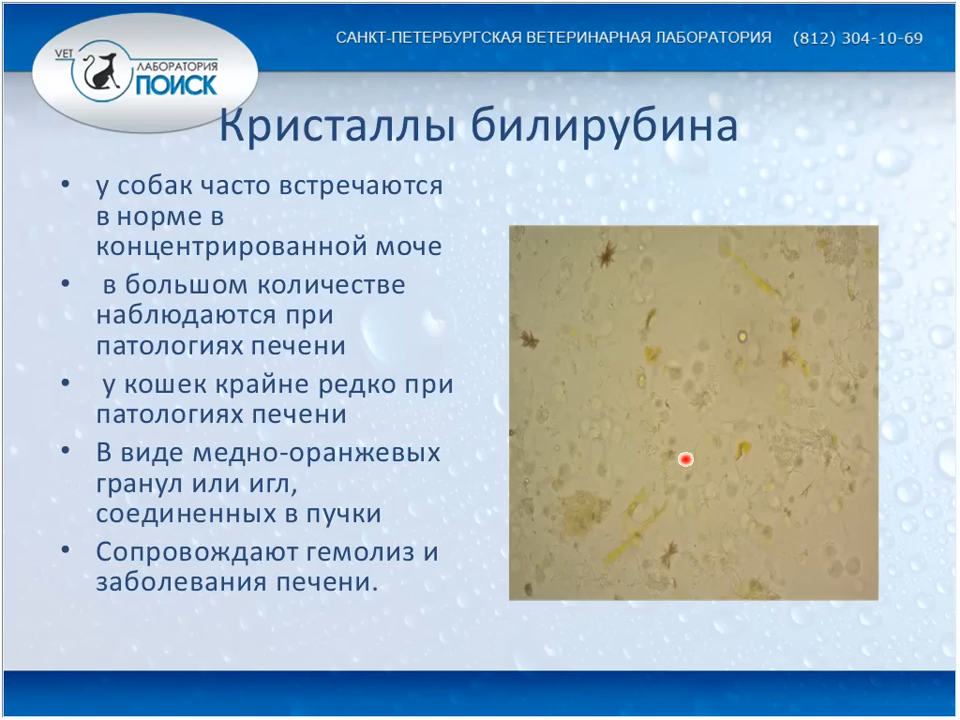 САНКТ-ПЕТЕРБУРГСКАЯ ВЕТЕРИНАРНАЯ ЛАБОРАТОРИЯ (812) 304-10-69
VET
ЛАБОРАТОРИЯ
ПОИСК
Кристаллы билирубина
• у собак часто встречаются
в норме в
концентрированной моче
• в большом количестве
наблюдаются при
патологиях печени
• у кошек крайне редко при
патологиях печени
• В виде медно-оранжевых
гранул или игл,
соединенных в пучки
• Сопровождают гемолиз и
заболевания печени.